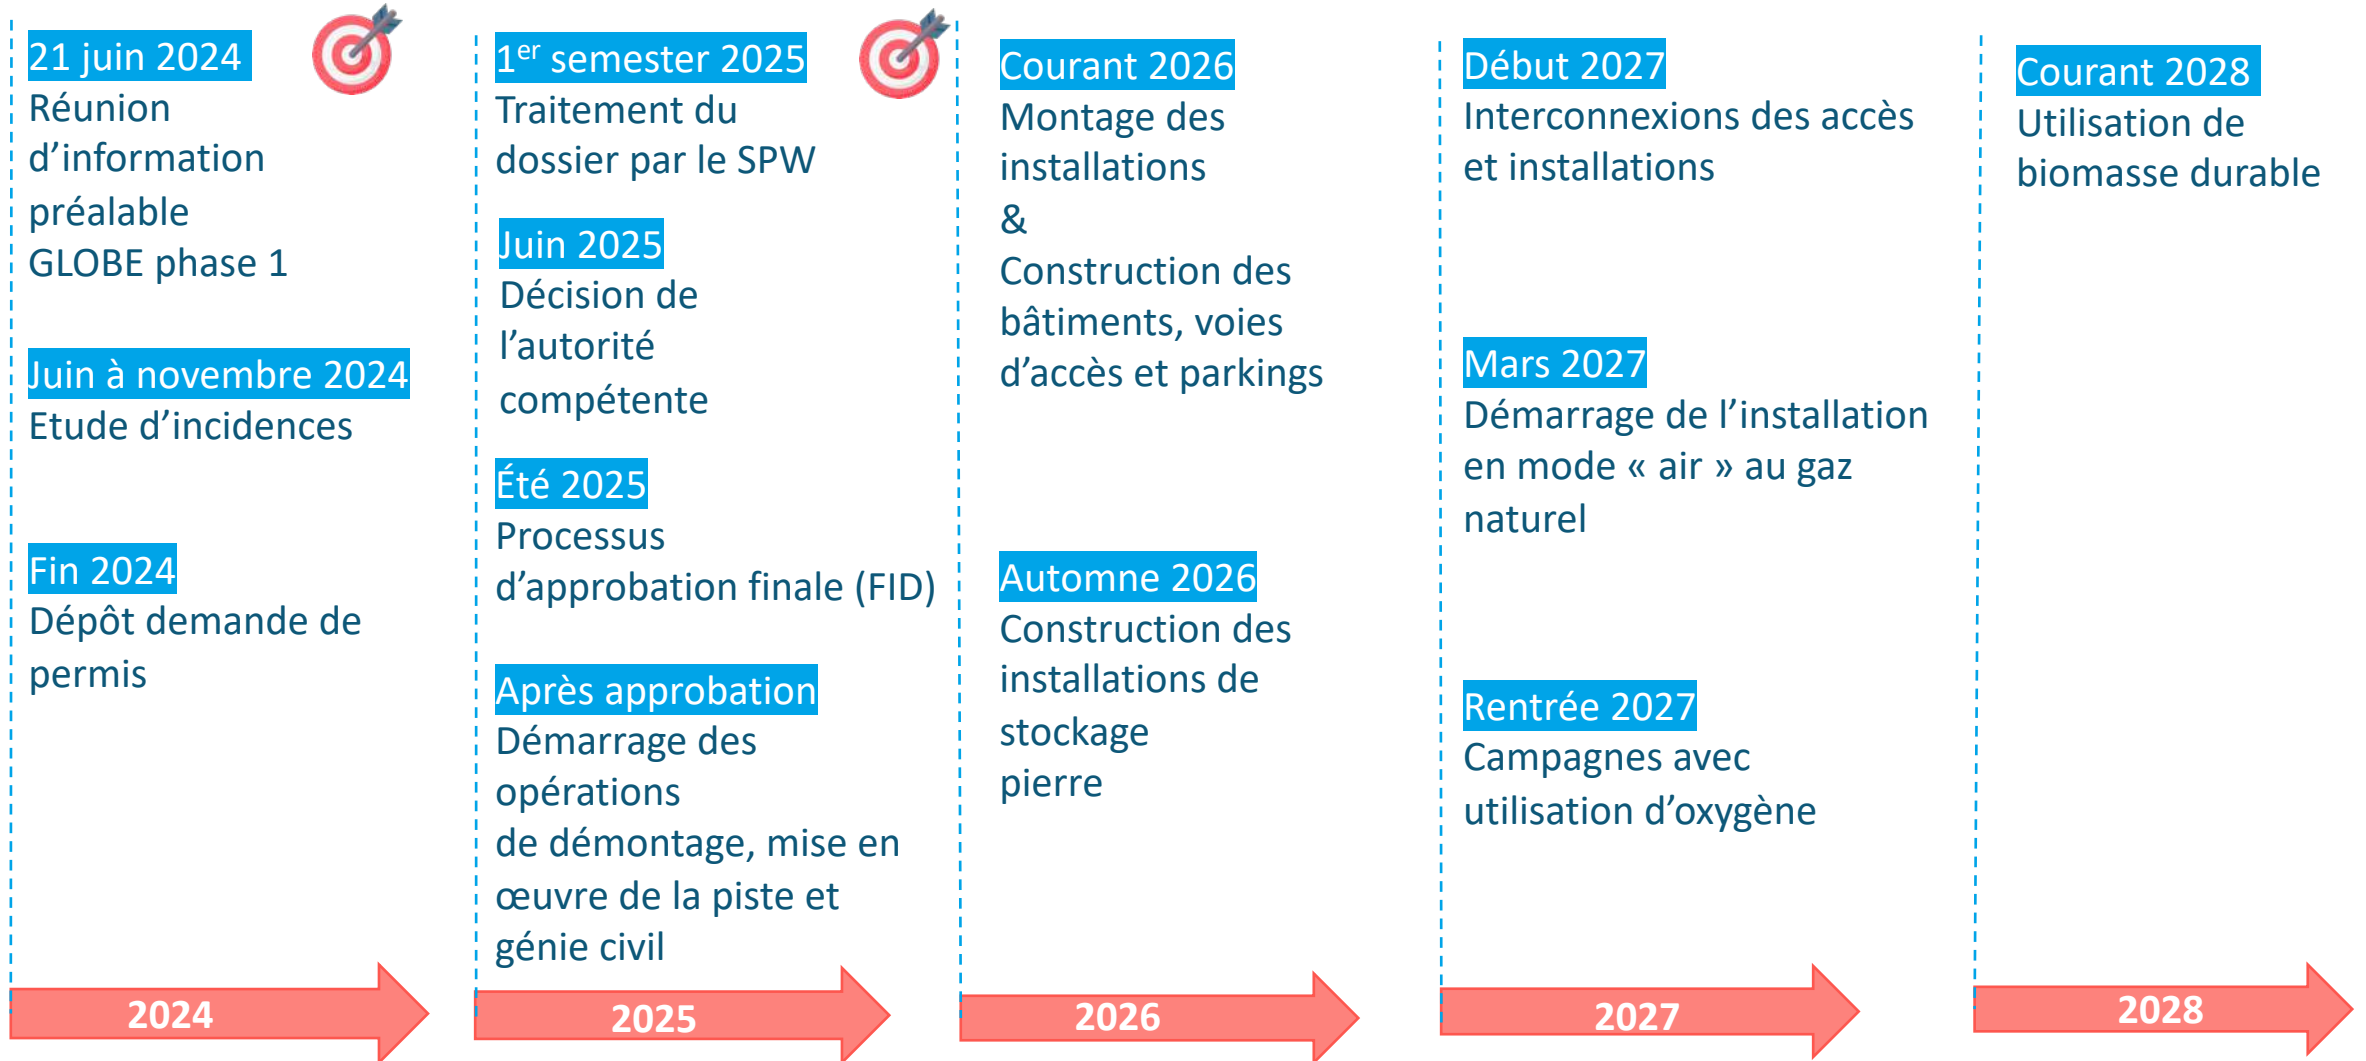 21 juin 2024
Réunion
d’information
préalable
GLOBE phase 1
Juin à novembre 2024
Etude d’incidences
Fin 2024
Dépôt demande de
permis
2024
1er semester 2025
Traitement du
dossier par le SPW
Juin 2025
Décision de
l’autorité
compétente
Été 2025
Processus
d’approbation finale (FID)
Après approbation
Démarrage des
opérations
de démontage, mise en
œuvre de la piste et
génie civil
2025
Courant 2026
Montage des
installations
&
Construction des
bâtiments, voies
d’accès et parkings
Automne 2026
Construction des
installations de
stockage
pierre
2026
Début 2027
Interconnexions des accès
et installations
Mars 2027
Démarrage de l’installation
en mode « air » au gaz
naturel
Rentrée 2027
Campagnes avec
utilisation d’oxygène
2027
Courant 2028
Utilisation de
biomasse durable
2028